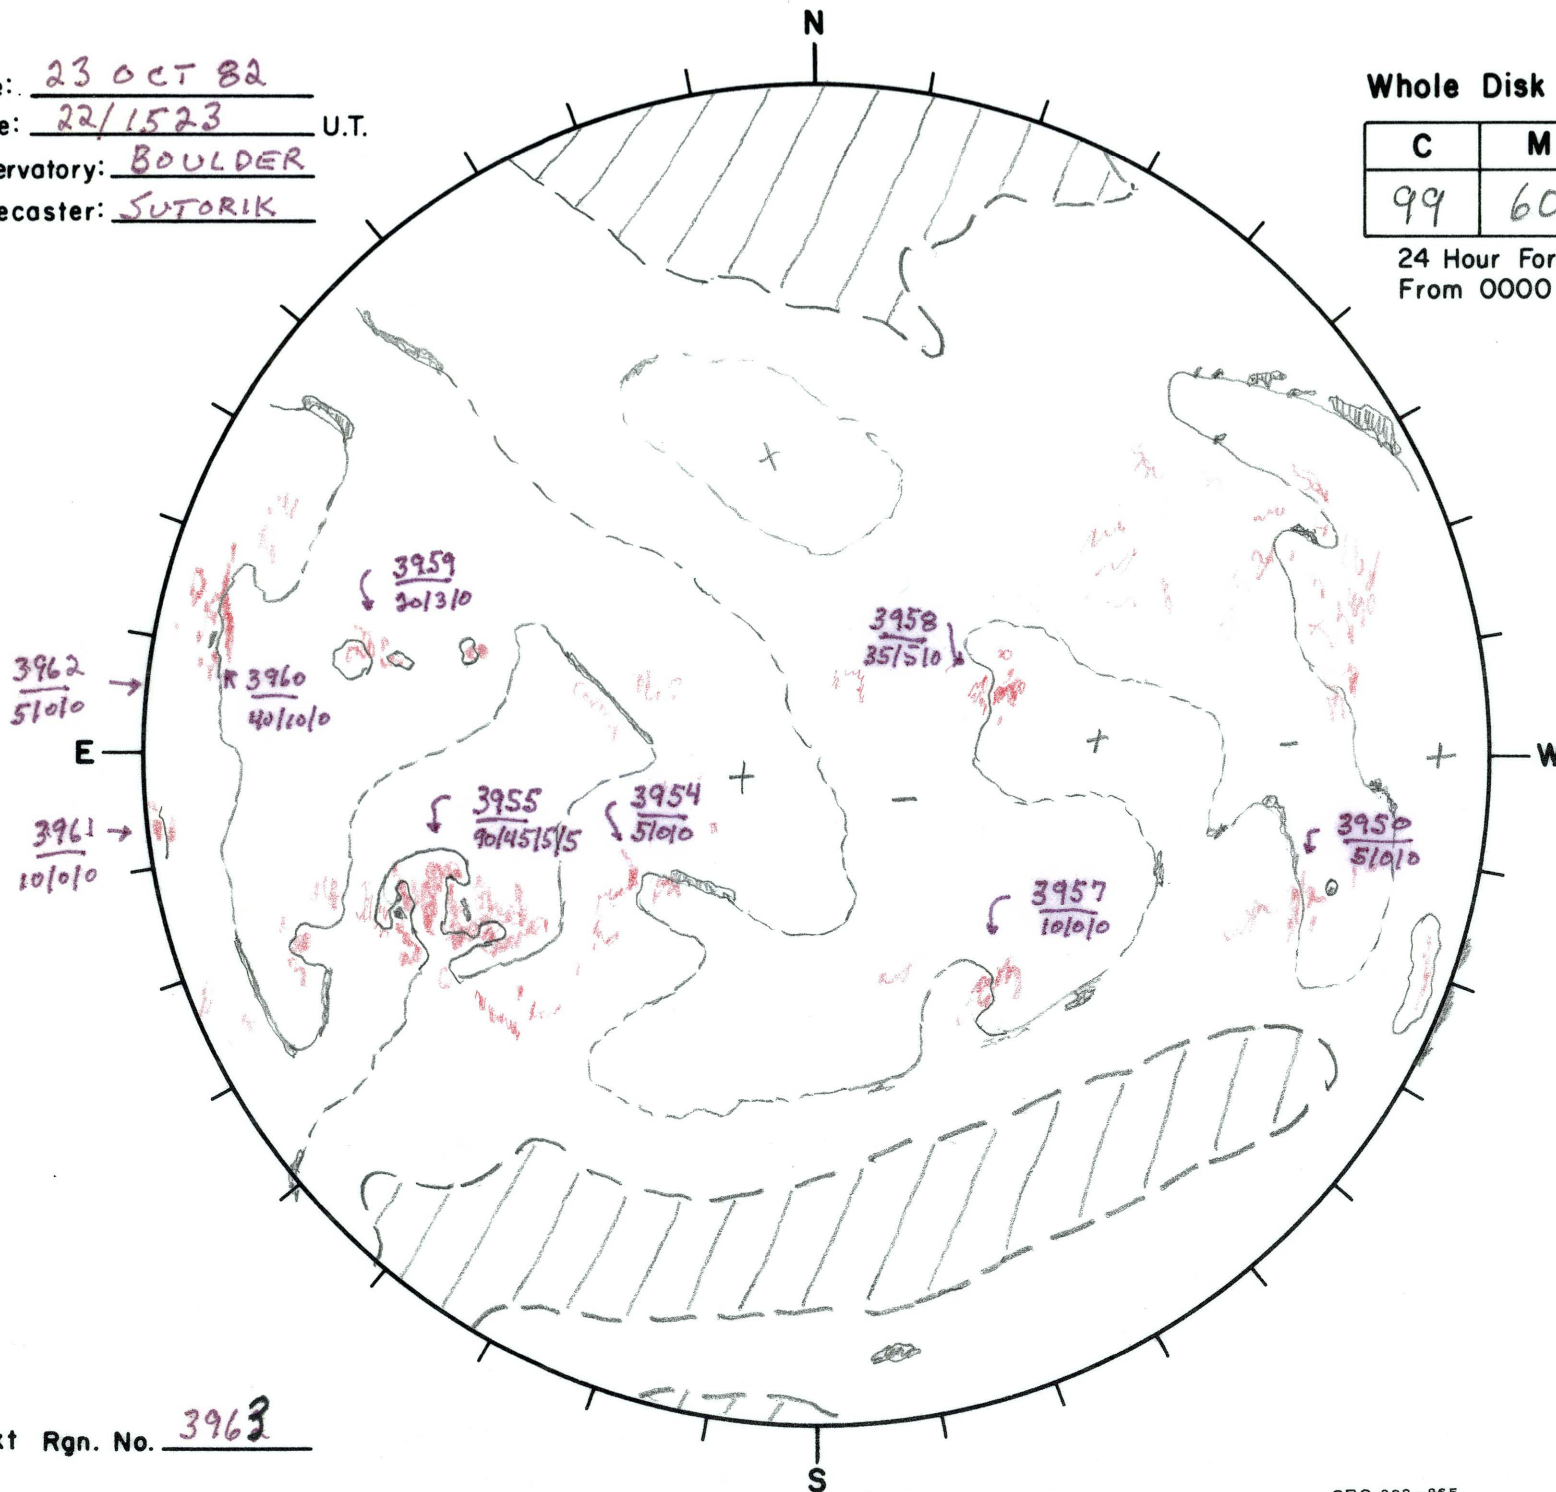 N
e: 23 OCT 82
e: 22/1523 U.T.
ervatory: BOULDER
ecaster: SUTORIK
Whole Disk
C M
99 60
24 Hour For
From 0000
3959
20/3/0
3958
35/5/0
3962
5/0/0
3960
40/10/0
E
W
+ + - +
+ -
3955
90/45/5/5
3954
5/0/0
3961
10/0/0
3950
5/0/0
3957
10/0/0
xt Rgn. No. 3963
S